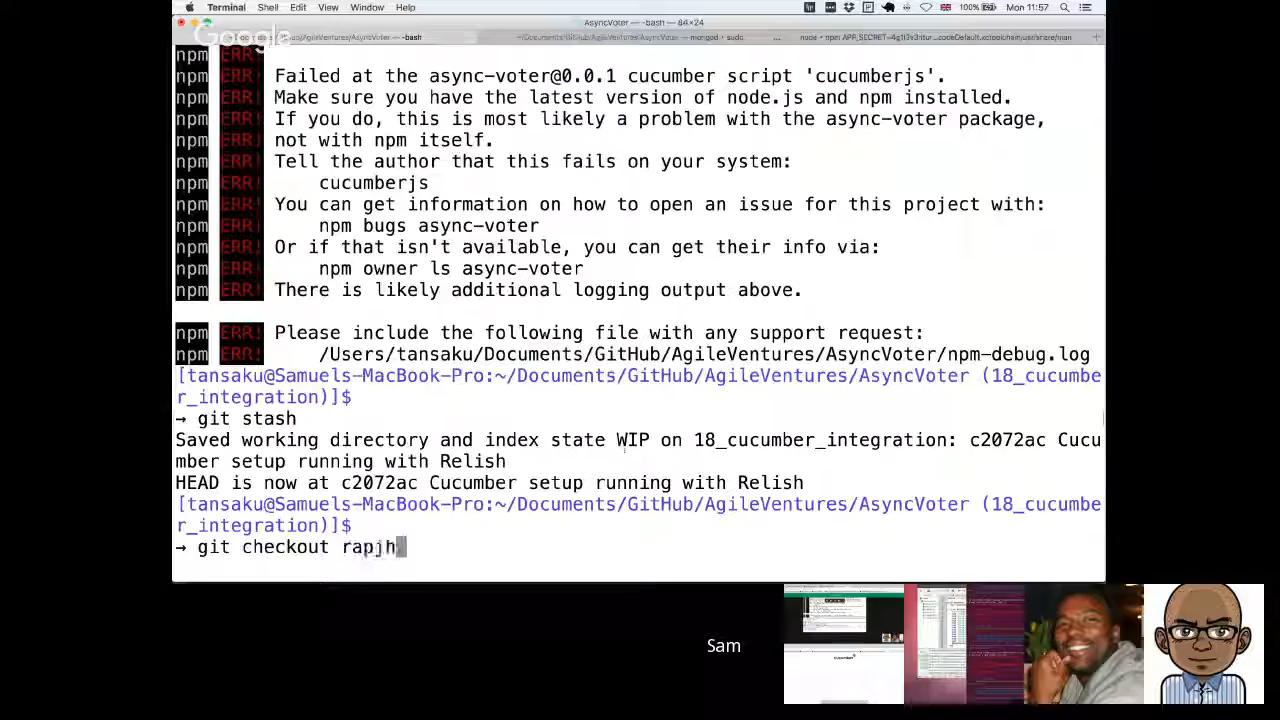 Terminal Shell Edit View Window Help 100% Mon 11:57
AsyncVoter — -bash — 84×24
Google
npm ERR!
npm ERR! Failed at the async-voter@0.0.1 cucumber script 'cucumberjs'.
npm ERR! Make sure you have the latest version of node.js and npm installed.
npm ERR! If you do, this is most likely a problem with the async-voter package,
npm ERR! not with npm itself.
npm ERR! Tell the author that this fails on your system:
npm ERR! cucumberjs
npm ERR! You can get information on how to open an issue for this project with:
npm ERR! npm bugs async-voter
npm ERR! Or if that isn't available, you can get their info via:
npm ERR! npm owner ls async-voter
npm ERR! There is likely additional logging output above.
npm ERR! Please include the following file with any support request:
npm ERR! /Users/tansaku/Documents/GitHub/AgileVentures/AsyncVoter/npm-debug.log
[tansaku@Samuels-MacBook-Pro:~/Documents/GitHub/AgileVentures/AsyncVoter (18_cucumbe
r_integration)]$
→ git stash
Saved working directory and index state WIP on 18_cucumber_integration: c2072ac Cucu
mber setup running with Relish
HEAD is now at c2072ac Cucumber setup running with Relish
[tansaku@Samuels-MacBook-Pro:~/Documents/GitHub/AgileVentures/AsyncVoter (18_cucumbe
r_integration)]$
→ git checkout rapjh
Sam
cucumber